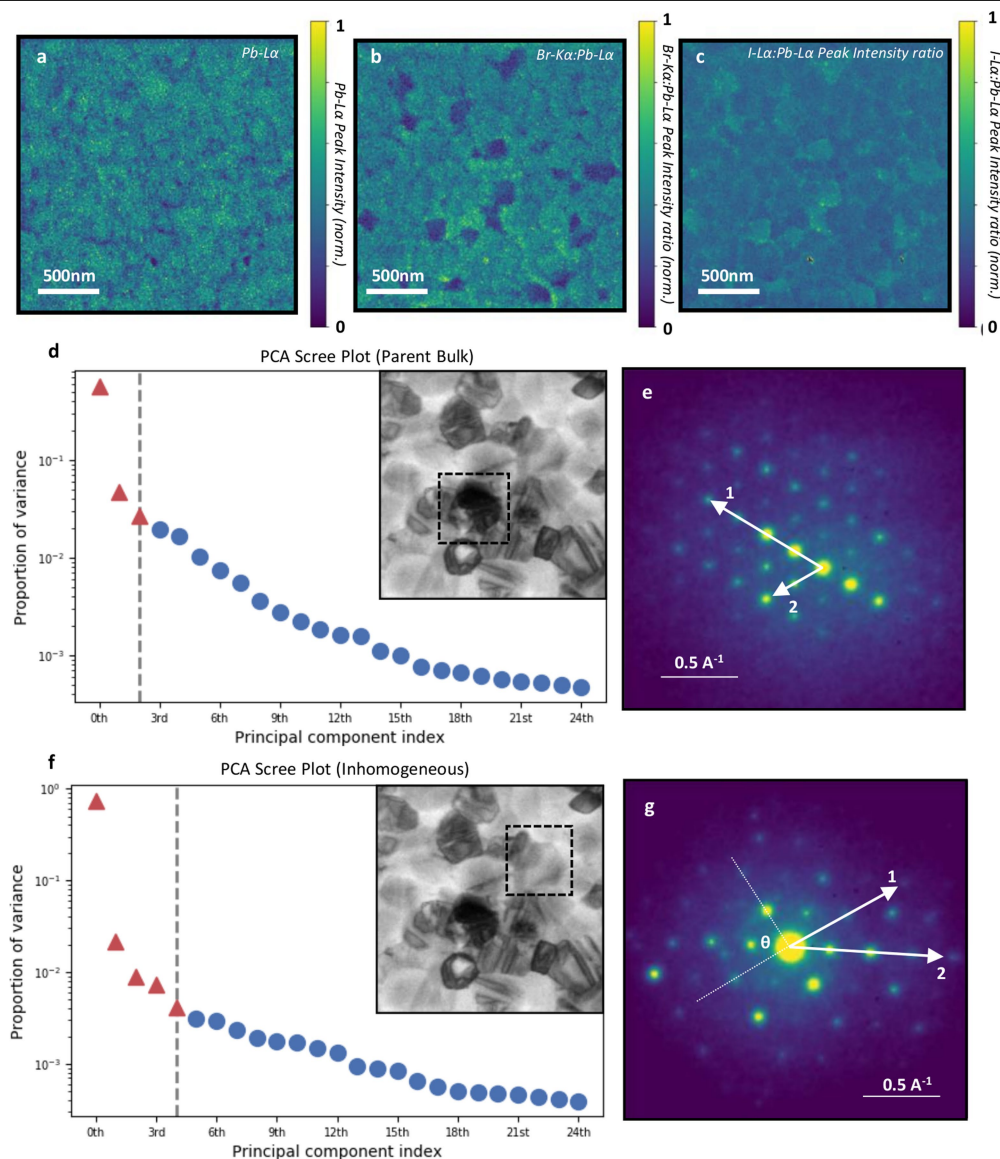 a
Pb-Lα
500nm
1
Pb-Lα Peak Intensity (norm.)
0
b
Br-Kα:Pb-Lα
500nm
1
Br-Kα:Pb-Lα Peak Intensity ratio (norm.)
0
c
I-Lα:Pb-Lα Peak Intensity ratio
500nm
1
I-Lα:Pb-Lα Peak Intensity ratio (norm.)
0
d
PCA Scree Plot (Parent Bulk)
Proportion of variance
10⁻¹
10⁻²
10⁻³
0th 3rd 6th 9th 12th 15th 18th 21st 24th
Principal component index
e
1
2
0.5 A⁻¹
f
PCA Scree Plot (Inhomogeneous)
Proportion of variance
10⁰
10⁻¹
10⁻²
10⁻³
0th 3rd 6th 9th 12th 15th 18th 21st 24th
Principal component index
g
1
θ
2
0.5 A⁻¹